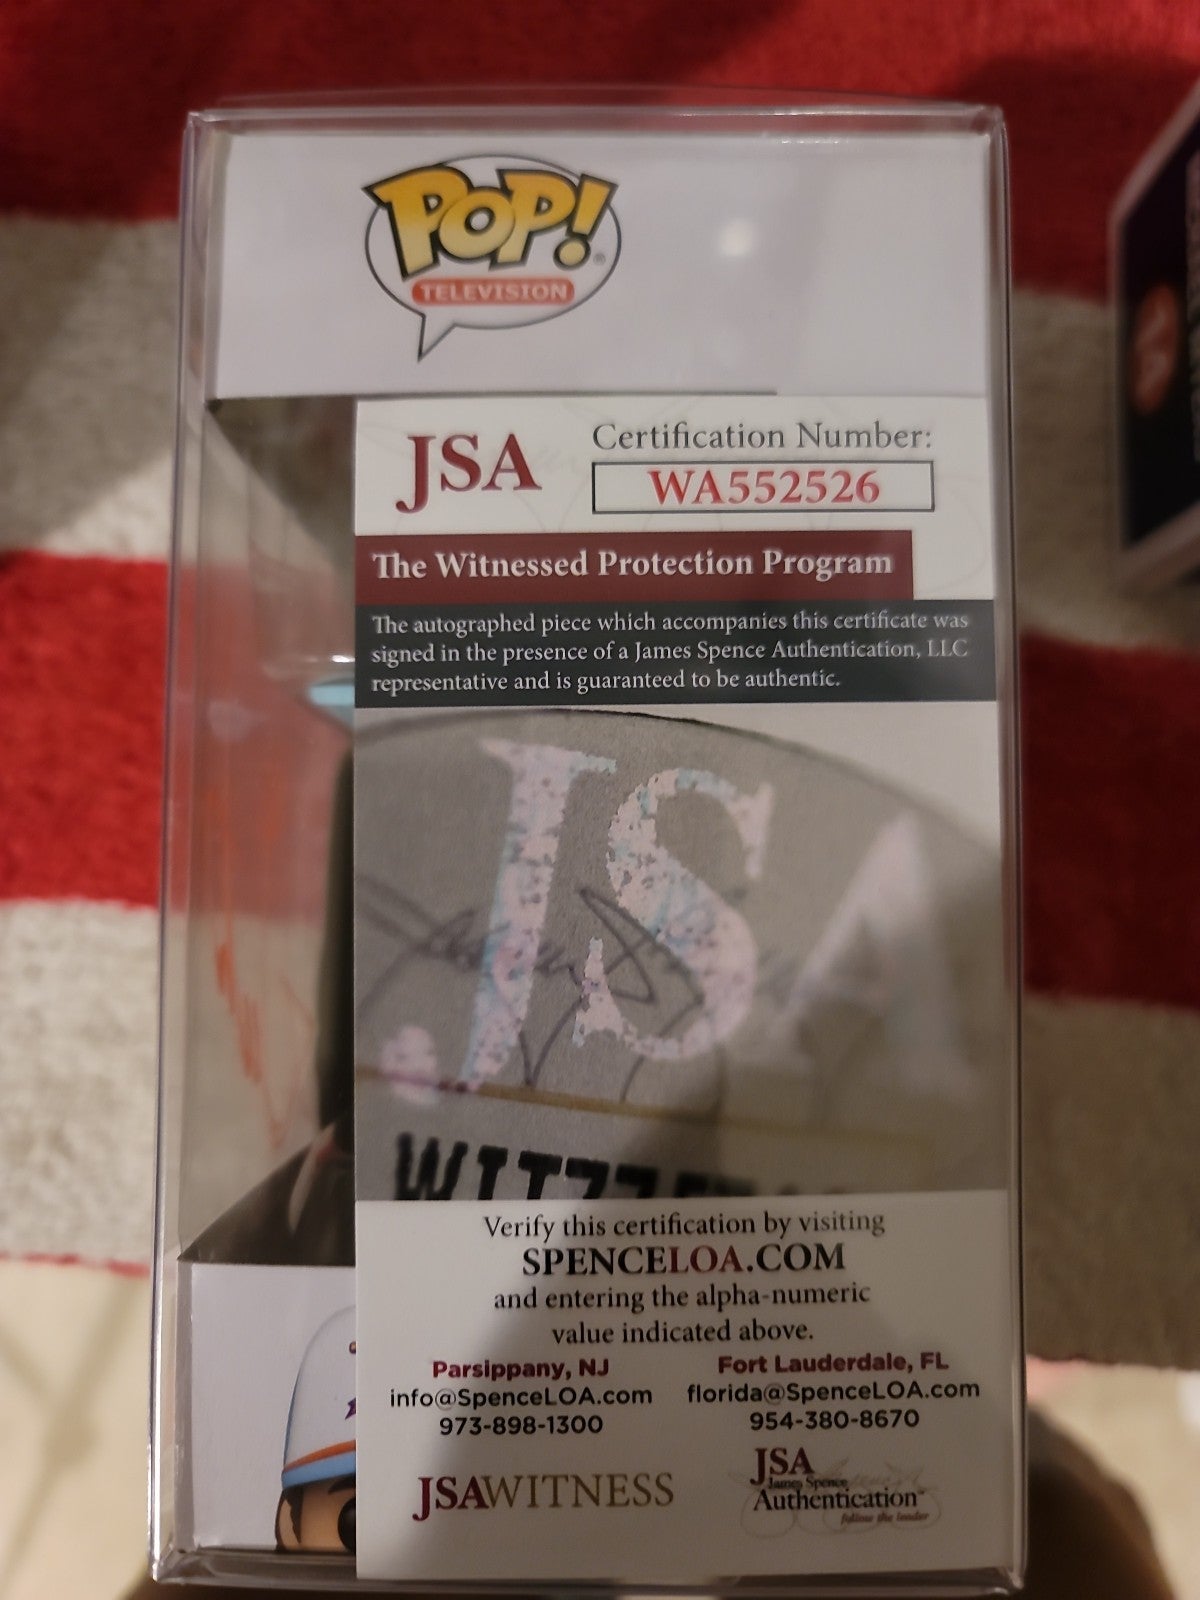 POP!
TELEVISION
JSA
Certification Number:
WA552526
The Witnessed Protection Program
The autographed piece which accompanies this certificate was
signed in the presence of a James Spence Authentication, LLC
representative and is guaranteed to be authentic.
JSA
Verify this certification by visiting
SPENCELOA.COM
and entering the alpha-numeric
value indicated above.
Parsippany, NJ
info@SpenceLOA.com
973-898-1300
Fort Lauderdale, FL
florida@SpenceLOA.com
954-380-8670
JSAWITNESS
JSA
James Spence
Authentication
follow the leader